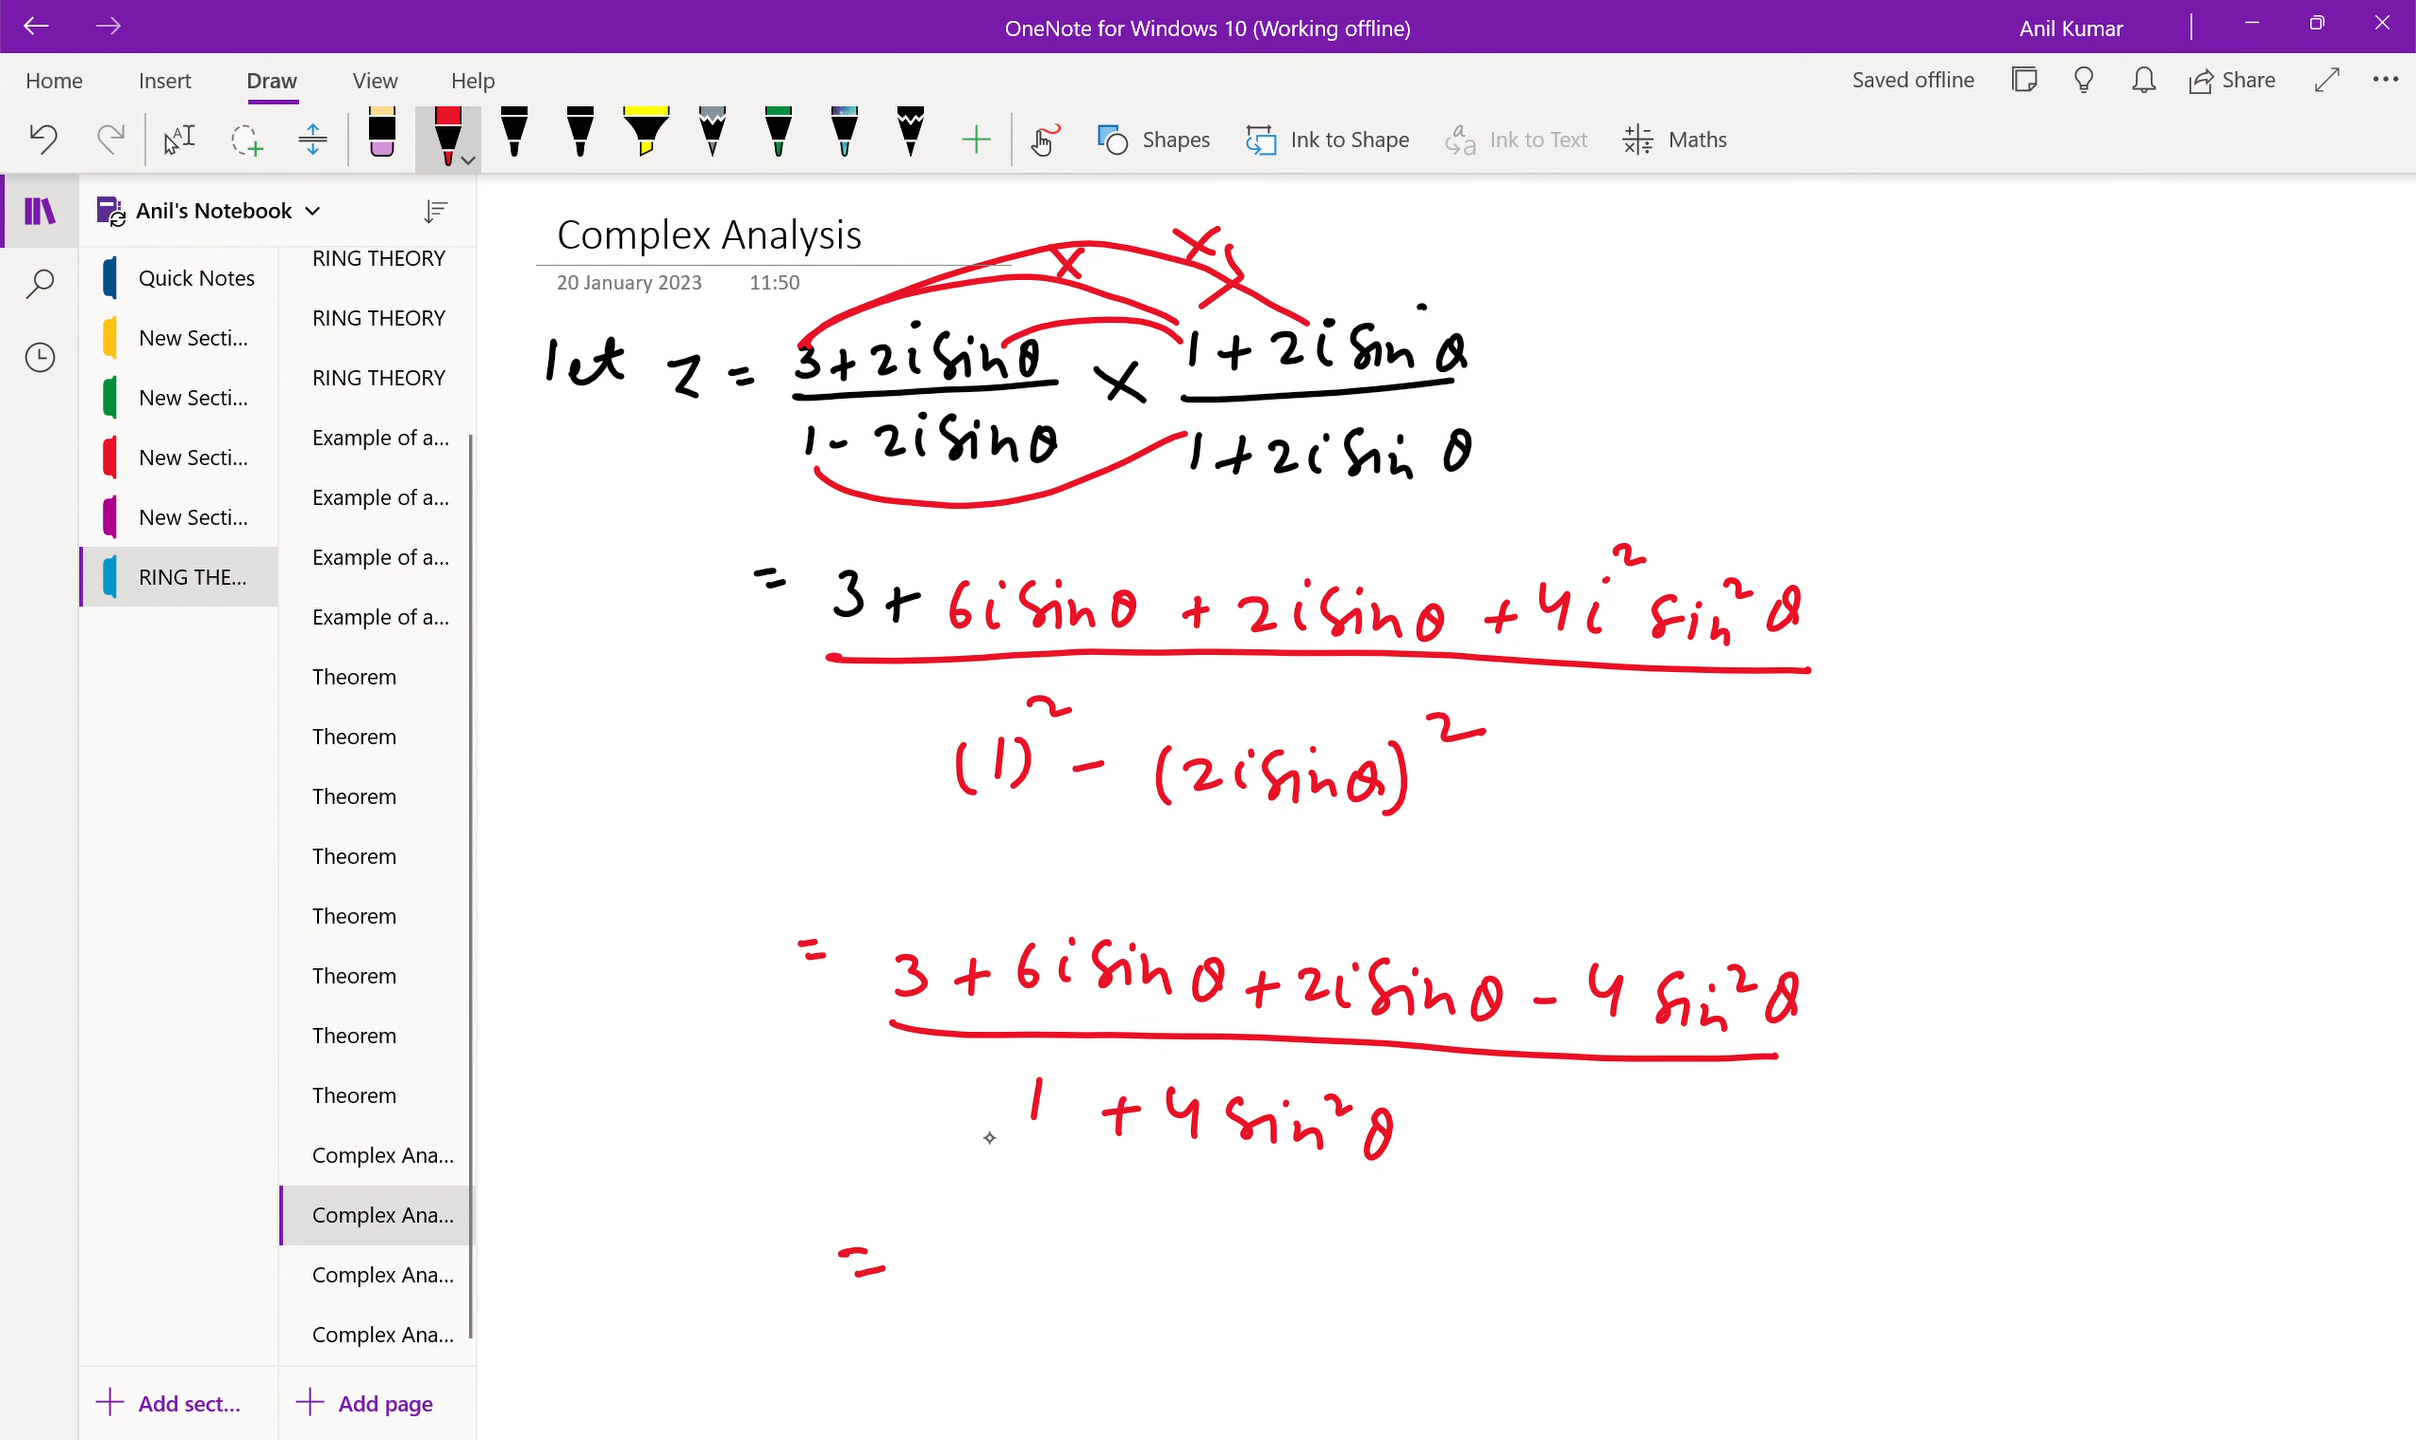 OneNote for Windows 10 (Working offline)
Anil Kumar
Home Insert Draw View Help
Saved offline Share
Shapes Ink to Shape Ink to Text Maths
Anil's Notebook
Quick Notes
New Secti...
New Secti...
New Secti...
New Secti...
RING THE...
Add sect...
RING THEORY
RING THEORY
RING THEORY
Example of a...
Example of a...
Example of a...
Example of a...
Theorem
Theorem
Theorem
Theorem
Theorem
Theorem
Theorem
Theorem
Complex Ana...
Complex Ana...
Complex Ana...
Complex Ana...
Add page
Complex Analysis
20 January 2023 11:50
let z = 3+2i sinθ × 1+2i sinθ
1-2i sinθ 1+2i sinθ
= 3+ 6i sinθ + 2i sinθ + 4i² sin²θ
(1)² - (2i sinθ)²
= 3 + 6i sinθ + 2i sinθ - 4 sin²θ
1 + 4 sin²θ
=